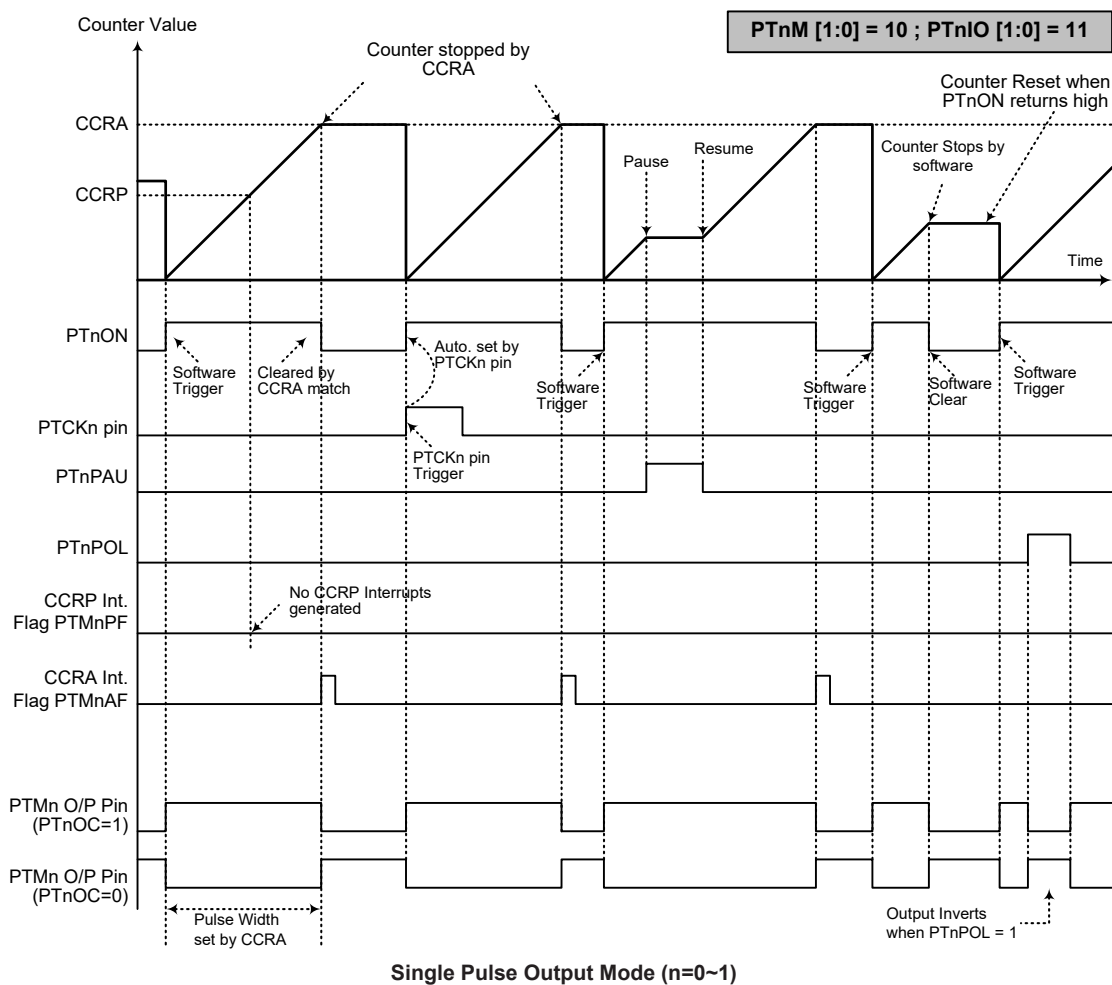 Counter Value
PTnM [1:0] = 10 ; PTnIO [1:0] = 11
Counter stopped by
CCRA
Counter Reset when
PTnON returns high
CCRA
Counter Stops by
software
Pause
Resume
CCRP
Time
PTnON
Software
Trigger
Cleared by
CCRA match
Auto. set by
PTCKn pin
Software
Trigger
Software
Trigger
Software
Clear
Software
Trigger
PTCKn pin
PTCKn pin
Trigger
PTnPAU
PTnPOL
CCRP Int.
Flag PTMnPF
No CCRP Interrupts
generated
CCRA Int.
Flag PTMnAF
PTMn O/P Pin
(PTnOC=1)
PTMn O/P Pin
(PTnOC=0)
Pulse Width
set by CCRA
Output Inverts
when PTnPOL = 1
Single Pulse Output Mode (n=0~1)